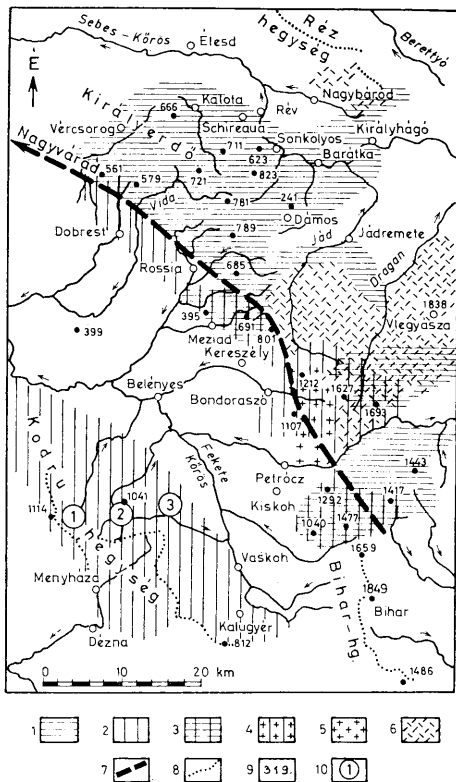 Sebes-Körös
Élesd
Réz hegység
Berettyó
É
Nagybáród
Király erdő
666
Kalota
Rév
Schireaua
Vércsorog
Királyhágó
Sonkolyos
711
623
Barátka
Nagyvárad
561
579
721
823
Vida
781
241
Dámos
Dobrest
789
Jád
Jádremete
Rossia
Dragan
685
1838
Vlegyásza
399
395
691
Meziad
801
Kereszély
1212
1627
Belényes
Bondoraszó
1693
1107
Kodru hegység
Fekete Körös
Petrócz
1443
1041
1292
Kiskoh
1417
1114
1
2
3
1040
1477
Vaskoh
1659
Menyháza
Bihar-hg.
1849
Bihar
Dézna
Kalugyer
812
1486
0 10 20 km
1 2 3 4 5 6
7 8 9 319. 10 1